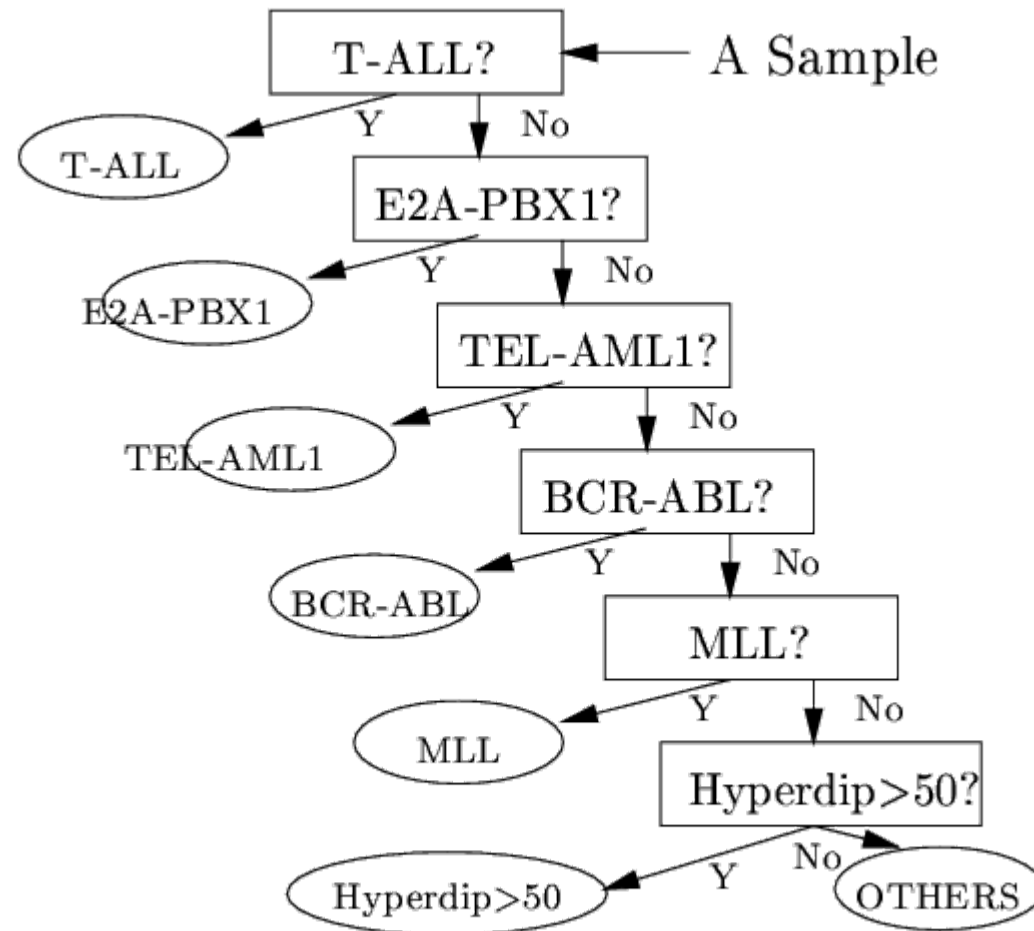 T-ALL?
A Sample
Y
No
T-ALL
E2A-PBX1?
Y
No
E2A-PBX1
TEL-AML1?
Y
No
TEL-AML1
BCR-ABL?
Y
No
BCR-ABL
MLL?
Y
No
MLL
Hyperdip>50?
Y
No
Hyperdip>50
OTHERS